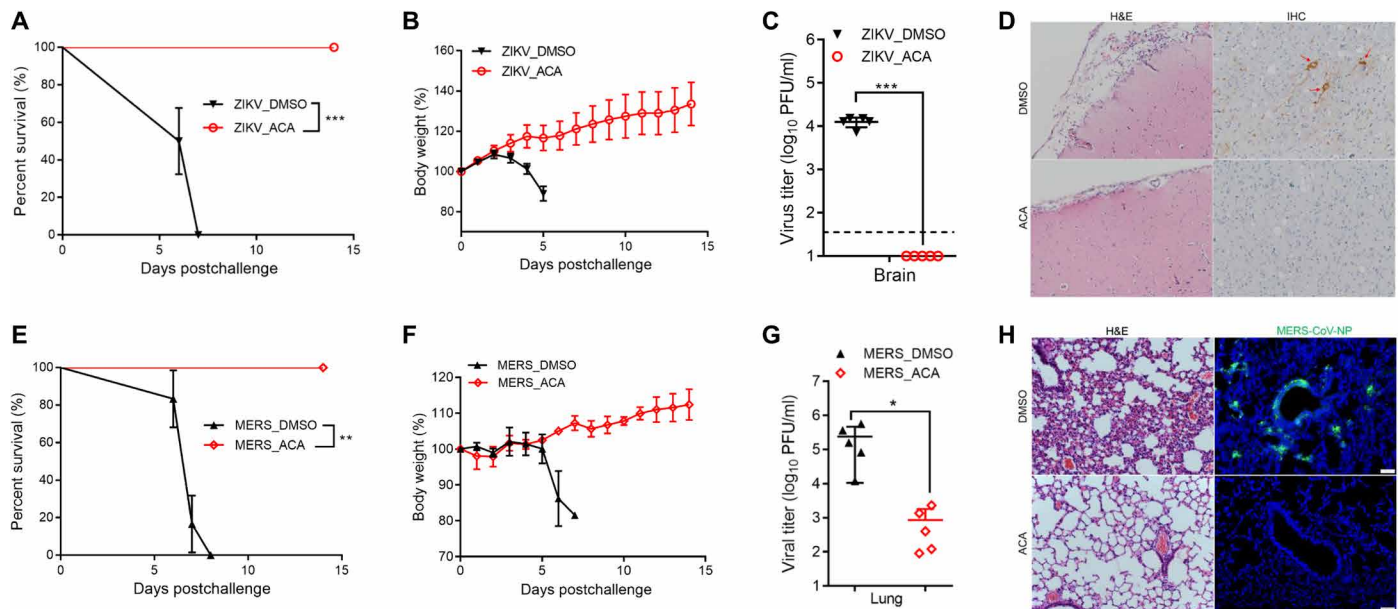 A
Percent survival (%)
100
80
60
40
20
0
0 5 10 15
Days postchallenge
ZIKV_DMSO
ZIKV_ACA
***
B
Body weight (%)
160
140
120
100
80
0 5 10 15
Days postchallenge
ZIKV_DMSO
ZIKV_ACA
C
ZIKV_DMSO
ZIKV_ACA
Virus titer (log10 PFU/ml)
6
5
4
3
2
1
***
Brain
D
H&E IHC
DMSO
ACA
E
Percent survival (%)
100
80
60
40
20
0
0 5 10 15
Days postchallenge
MERS_DMSO
MERS_ACA
**
F
MERS_DMSO
MERS_ACA
Body weight (%)
120
110
100
90
80
70
0 5 10 15
Days postchallenge
G
MERS_DMSO
MERS_ACA
Viral titer (log10 PFU/ml)
7
6
5
4
3
2
1
*
Lung
H
H&E MERS-CoV-NP
DMSO
ACA